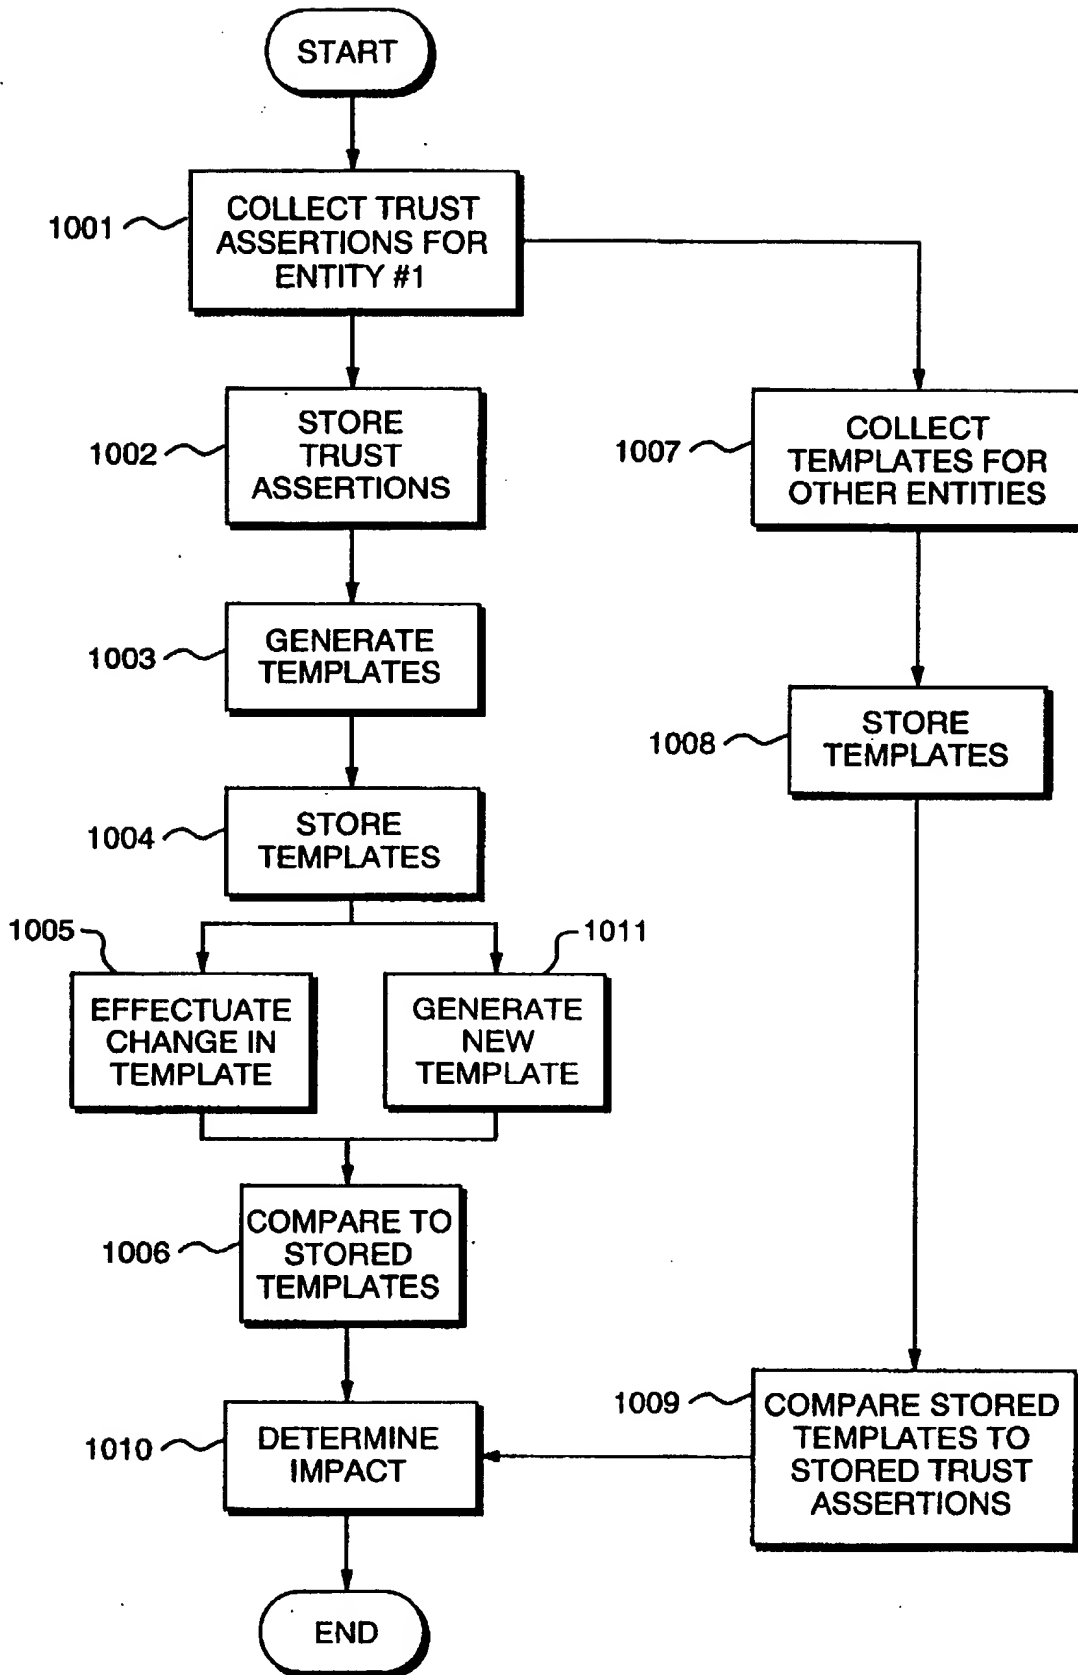 START
1001
COLLECT TRUST
ASSERTIONS FOR
ENTITY #1
1002
STORE
TRUST
ASSERTIONS
1007
COLLECT
TEMPLATES FOR
OTHER ENTITIES
1003
GENERATE
TEMPLATES
1008
STORE
TEMPLATES
1004
STORE
TEMPLATES
1005
EFFECTUATE
CHANGE IN
TEMPLATE
1011
GENERATE
NEW
TEMPLATE
1006
COMPARE TO
STORED
TEMPLATES
1010
DETERMINE
IMPACT
1009
COMPARE STORED
TEMPLATES TO
STORED TRUST
ASSERTIONS
END